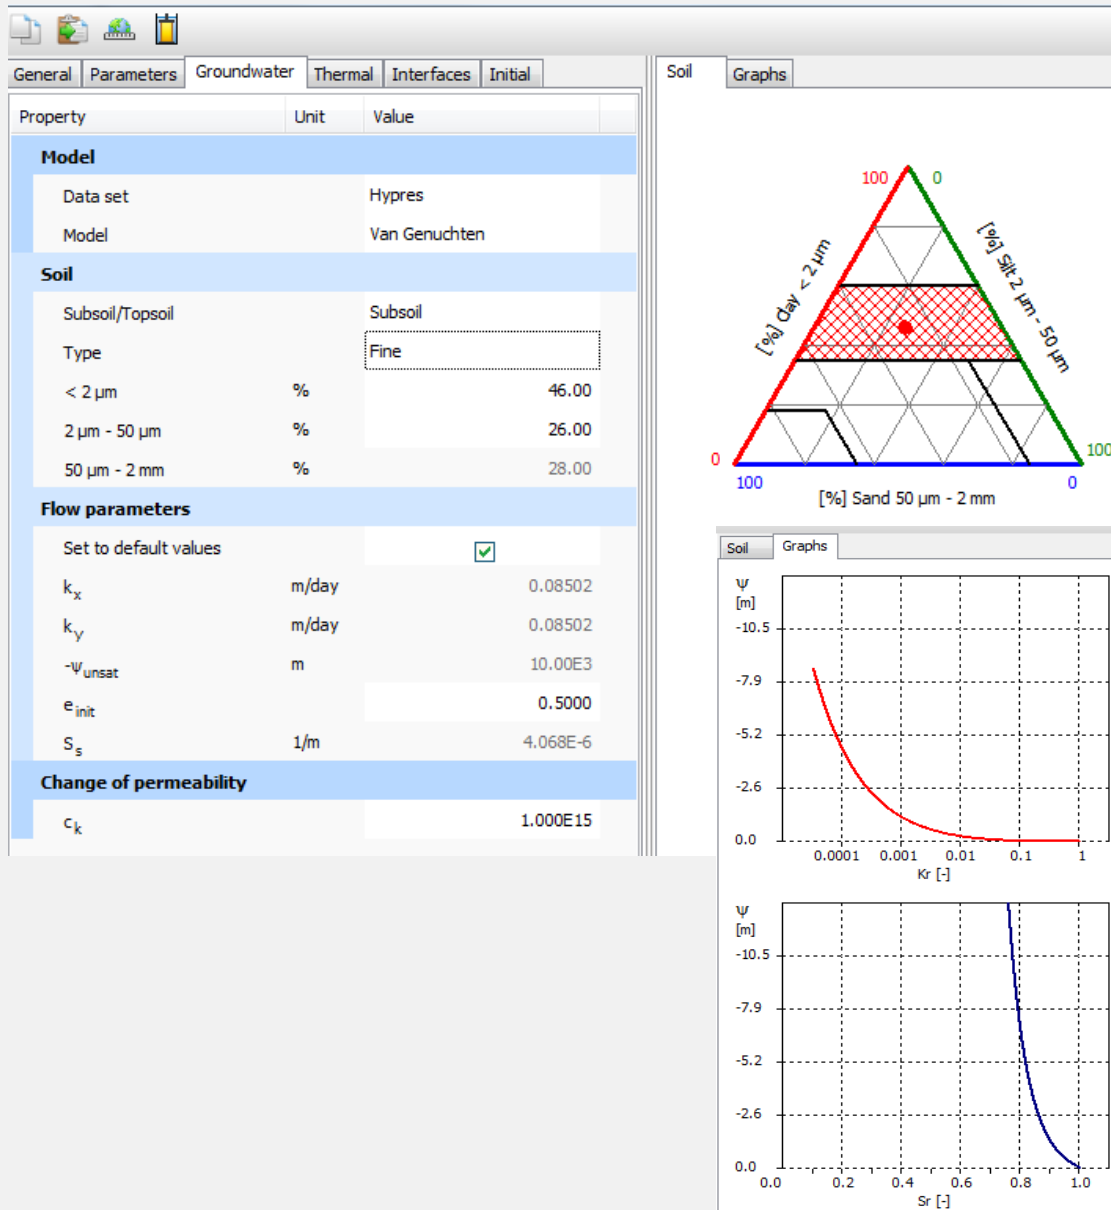 General Parameters Groundwater Thermal Interfaces Initial
Property Unit Value
Model
Data set Hypres
Model Van Genuchten
Soil
Subsoil/Topsoil Subsoil
Type Fine
< 2 µm % 46.00
2 µm - 50 µm % 26.00
50 µm - 2 mm % 28.00
Flow parameters
Set to default values
kx m/day 0.08502
ky m/day 0.08502
-ψunsat m 10.00E3
einit 0.5000
Ss 1/m 4.068E-6
Change of permeability
ck 1.000E15
Soil Graphs
100 0
[%] Clay < 2 µm
[%] Silt 2 µm - 50 µm
0 100
100 0
[%] Sand 50 µm - 2 mm
Soil Graphs
ψ
[m]
-10.5
-7.9
-5.2
-2.6
0.0
0.0001 0.001 0.01 0.1 1
Kr [-]
ψ
[m]
-10.5
-7.9
-5.2
-2.6
0.0
0.0 0.2 0.4 0.6 0.8 1.0
Sr [-]